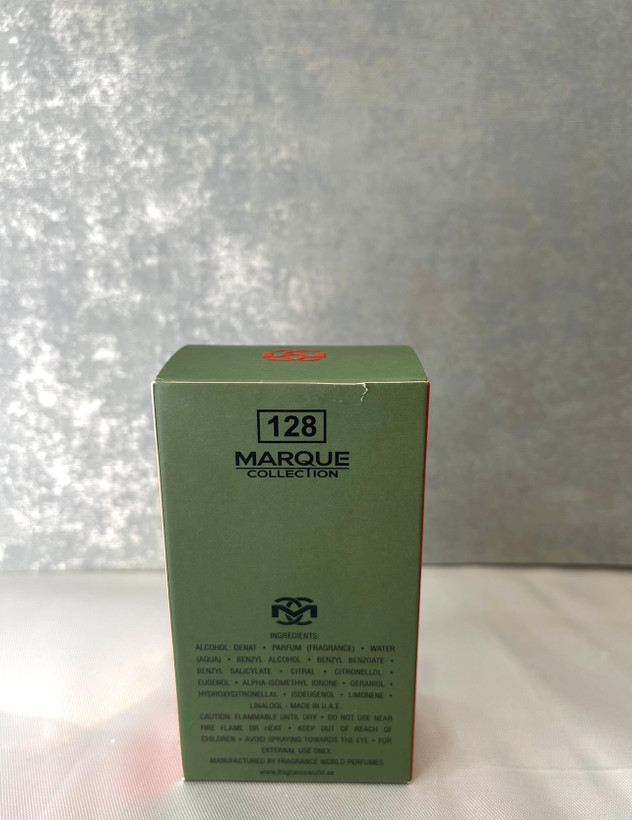 128
MARQUE
COLLECTION
INGREDIENTS:
ALCOHOL DENAT • PARFUM (FRAGRANCE) • WATER
(AQUA) • BENZYL ALCOHOL • BENZYL BENZOATE •
BENZYL SALICYLATE • CITRAL • CITRONELLOL •
EUGENOL • ALPHA-ISOMETHYL IONONE • GERANIOL •
HYDROXYCITRONELLAL • ISOEUGENOL • LIMONENE •
LINALOOL - MADE IN U.A.E.
CAUTION: FLAMMABLE UNTIL DRY • DO NOT USE NEAR
FIRE FLAME OR HEAT • KEEP OUT OF REACH OF
CHILDREN • AVOID SPRAYING TOWARDS THE EYE • FOR
EXTERNAL USE ONLY.
MANUFACTURED BY FRAGRANCE WORLD PERFUMES
www.fragranceworld.ae